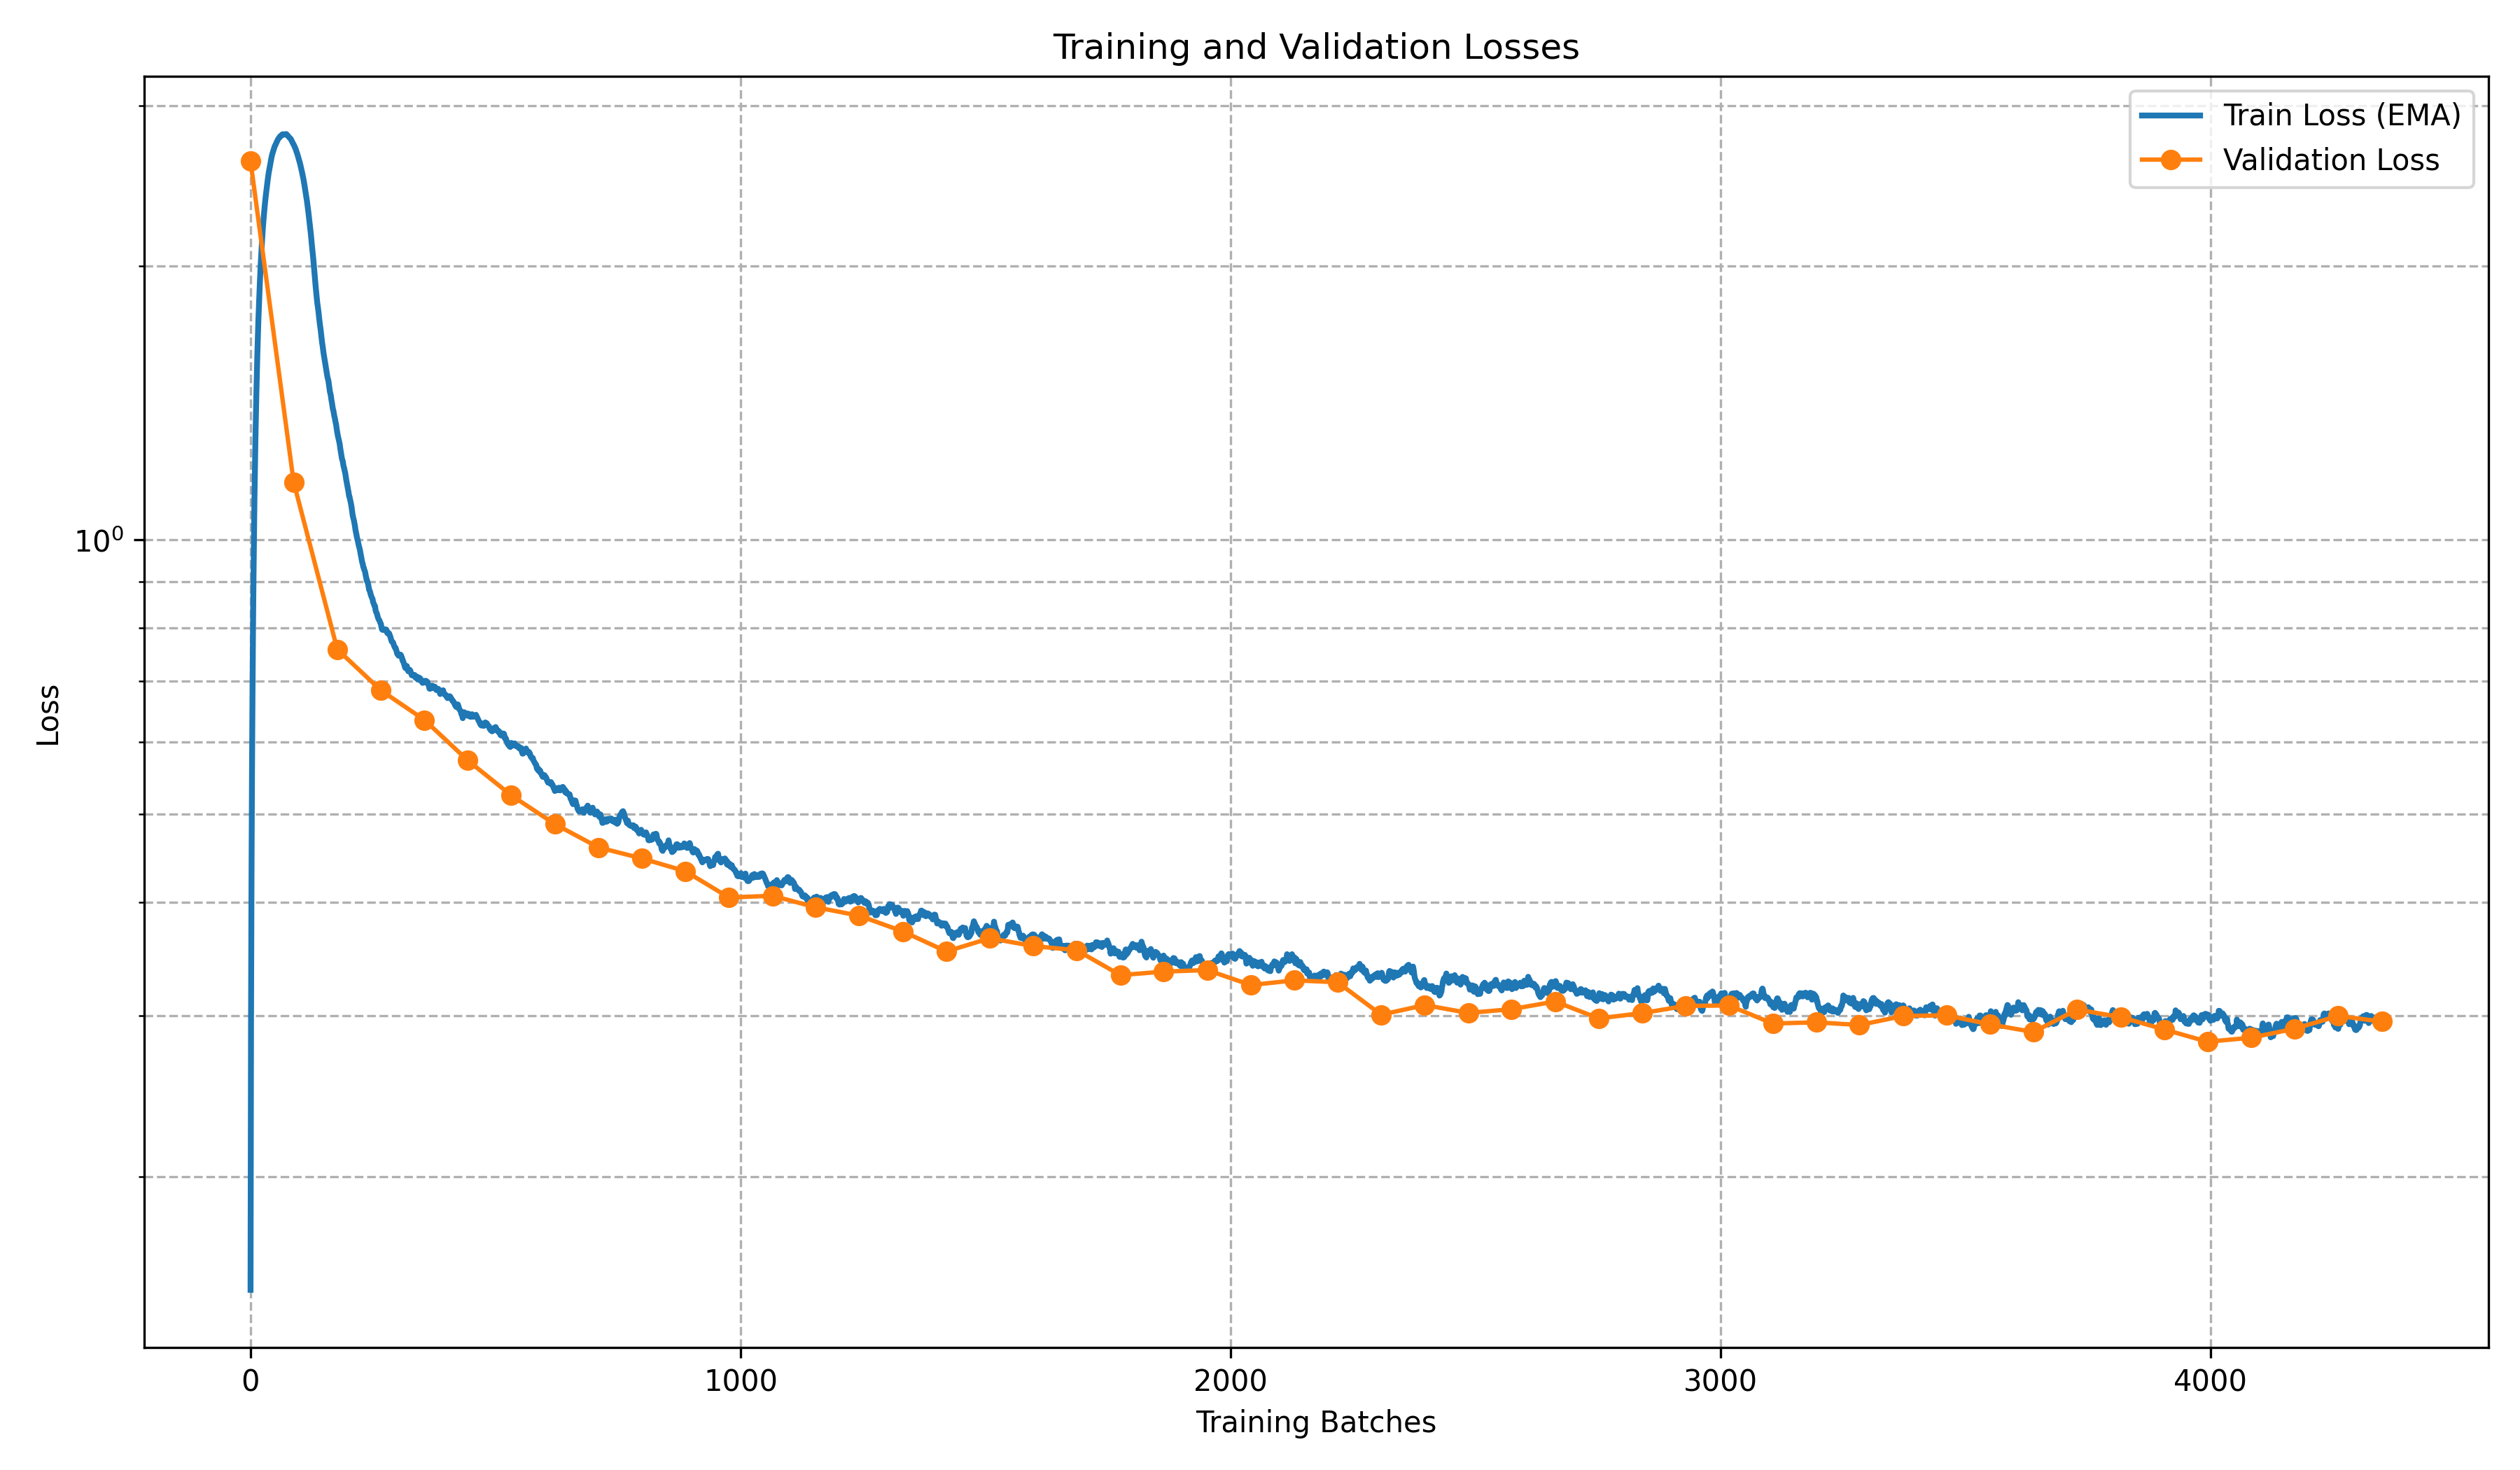 Training and Validation Losses
Train Loss (EMA)
Validation Loss
Loss
10⁰
0 1000 2000 3000 4000
Training Batches